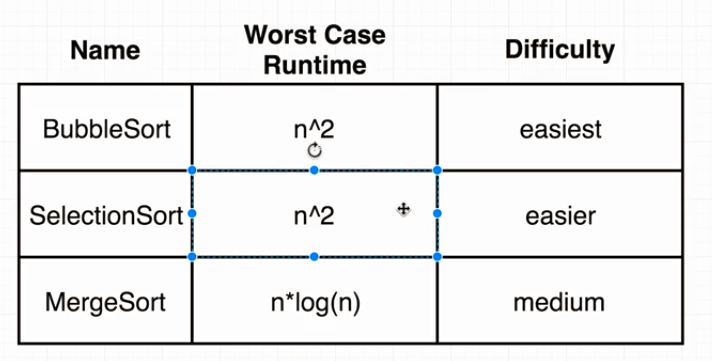 Name
Worst Case
Runtime
Difficulty
BubbleSort
n^2
easiest
SelectionSort
n^2
easier
MergeSort
n*log(n)
medium